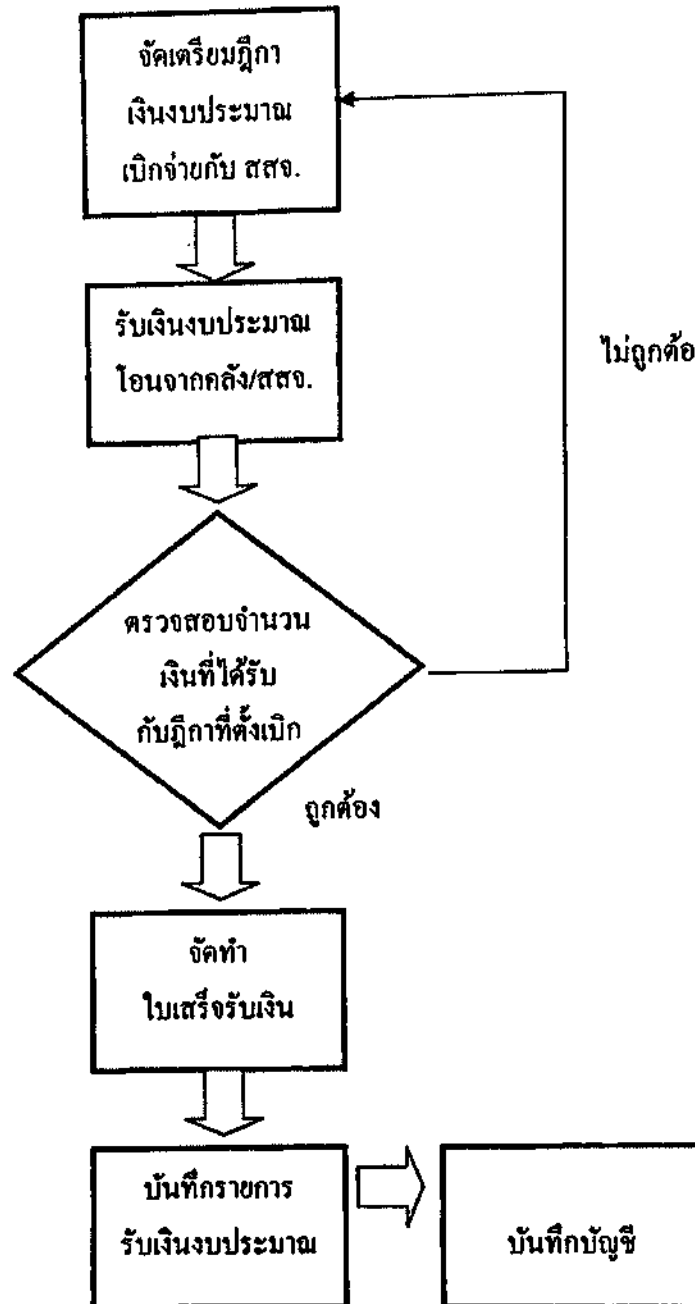 จัดเตรียมฎีกา
เงินงบประมาณ
เบิกจ่ายกับ สสจ.
รับเงินงบประมาณ
โอนจากคลัง/สสจ.
ไม่ถูกต้อ
ตรวจสอบจำนวน
เงินที่ได้รับ
กับฎีกาที่ตั้งเบิก
ถูกต้อง
จัดทำ
ใบเสร็จรับเงิน
บันทึกรายการ
รับเงินงบประมาณ
บันทึกบัญชี